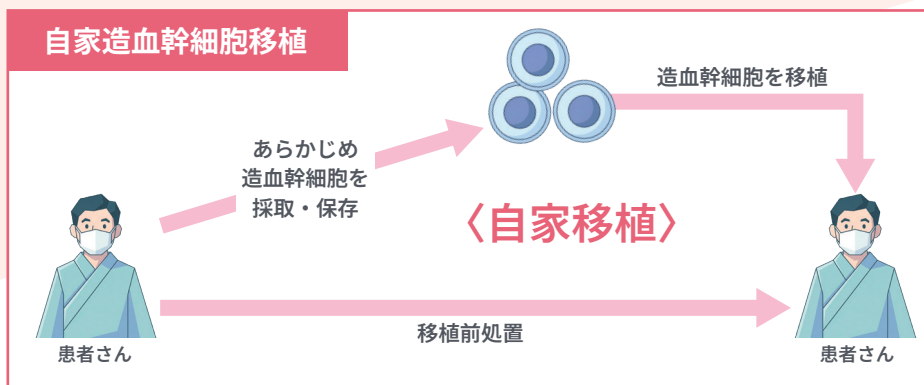 自家造血幹細胞移植
造血幹細胞を移植
あらかじめ
造血幹細胞を
採取・保存
〈自家移植〉
移植前処置
患者さん
患者さん